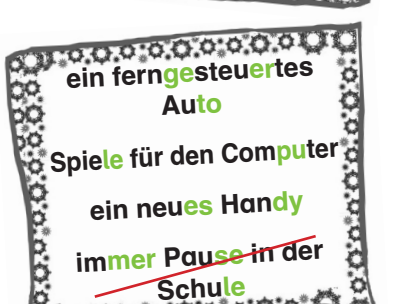 ein ferngesteuertes
Auto
Spiele für den Computer
ein neues Handy
immer Pause in der
Schule